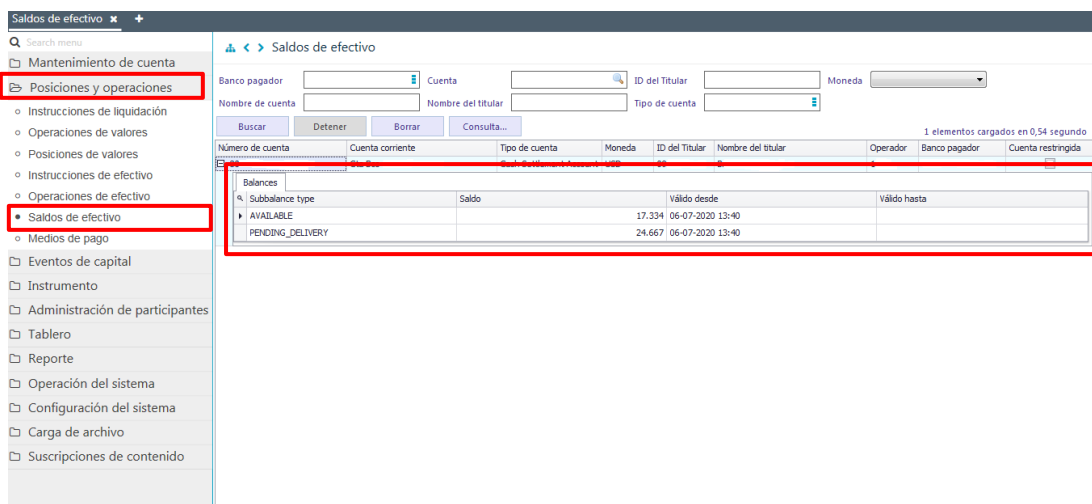 Saldos de efectivo × +
Search menu
Mantenimiento de cuenta
Posiciones y operaciones
Instrucciones de liquidación
Operaciones de valores
Posiciones de valores
Instrucciones de efectivo
Operaciones de efectivo
Saldos de efectivo
Medios de pago
Eventos de capital
Instrumento
Administración de participantes
Tablero
Reporte
Operación del sistema
Configuración del sistema
Carga de archivo
Suscripciones de contenido
Saldos de efectivo
Banco pagador Cuenta ID del Titular Moneda
Nombre de cuenta Nombre del titular Tipo de cuenta
Buscar Detener Borrar Consulta...
1 elementos cargados en 0,54 segundo
Número de cuenta Cuenta corriente Tipo de cuenta Moneda ID del Titular Nombre del titular Operador Banco pagador Cuenta restringida
Cash Settlement Account USD
Balances
Subbalance type Saldo Válido desde Válido hasta
AVAILABLE 17.334 06-07-2020 13:40
PENDING_DELIVERY 24.667 06-07-2020 13:40